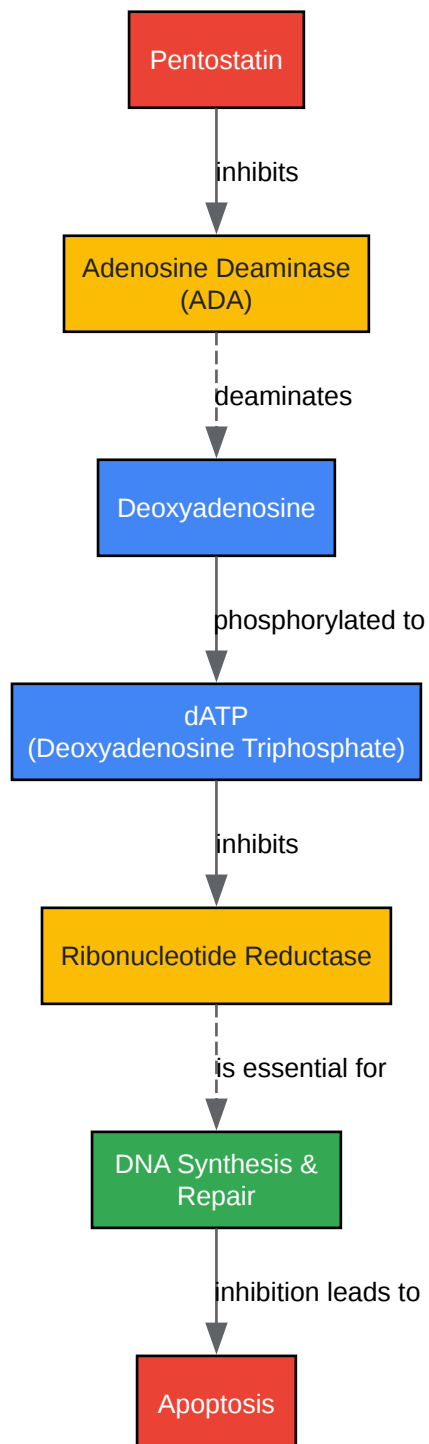 Pentostatin
inhibits
Adenosine Deaminase
(ADA)
deaminates
Deoxyadenosine
phosphorylated to
dATP
(Deoxyadenosine Triphosphate)
inhibits
Ribonucleotide Reductase
is essential for
DNA Synthesis &
Repair
inhibition leads to
Apoptosis